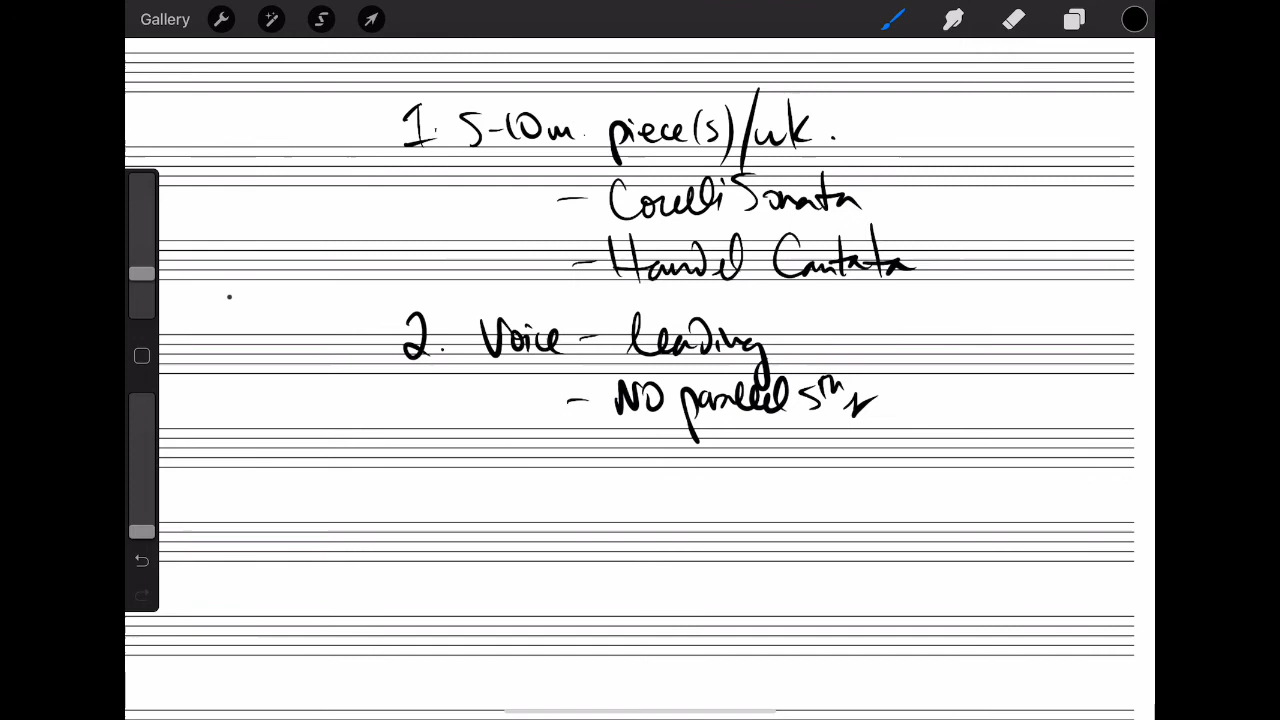 Gallery
1. 5-10m. piece(s)/wk.
- Corelli Sonata
- Handel Cantata
2. Voice-leading
- NO parallel 5ths